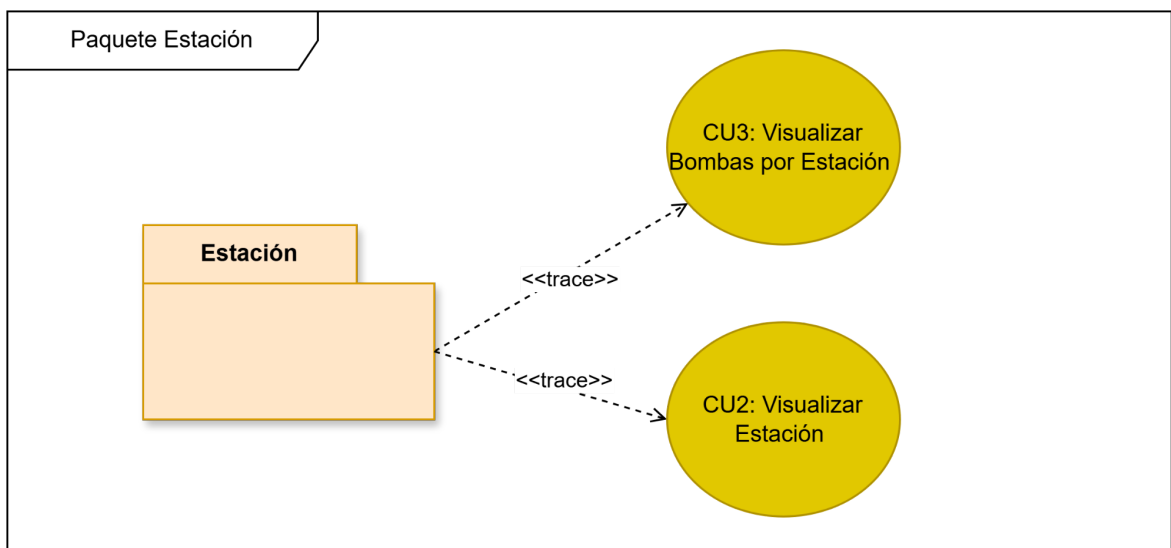 Paquete Estación
CU3: Visualizar
Bombas por Estación
Estación
<<trace>>
<<trace>>
CU2: Visualizar
Estación